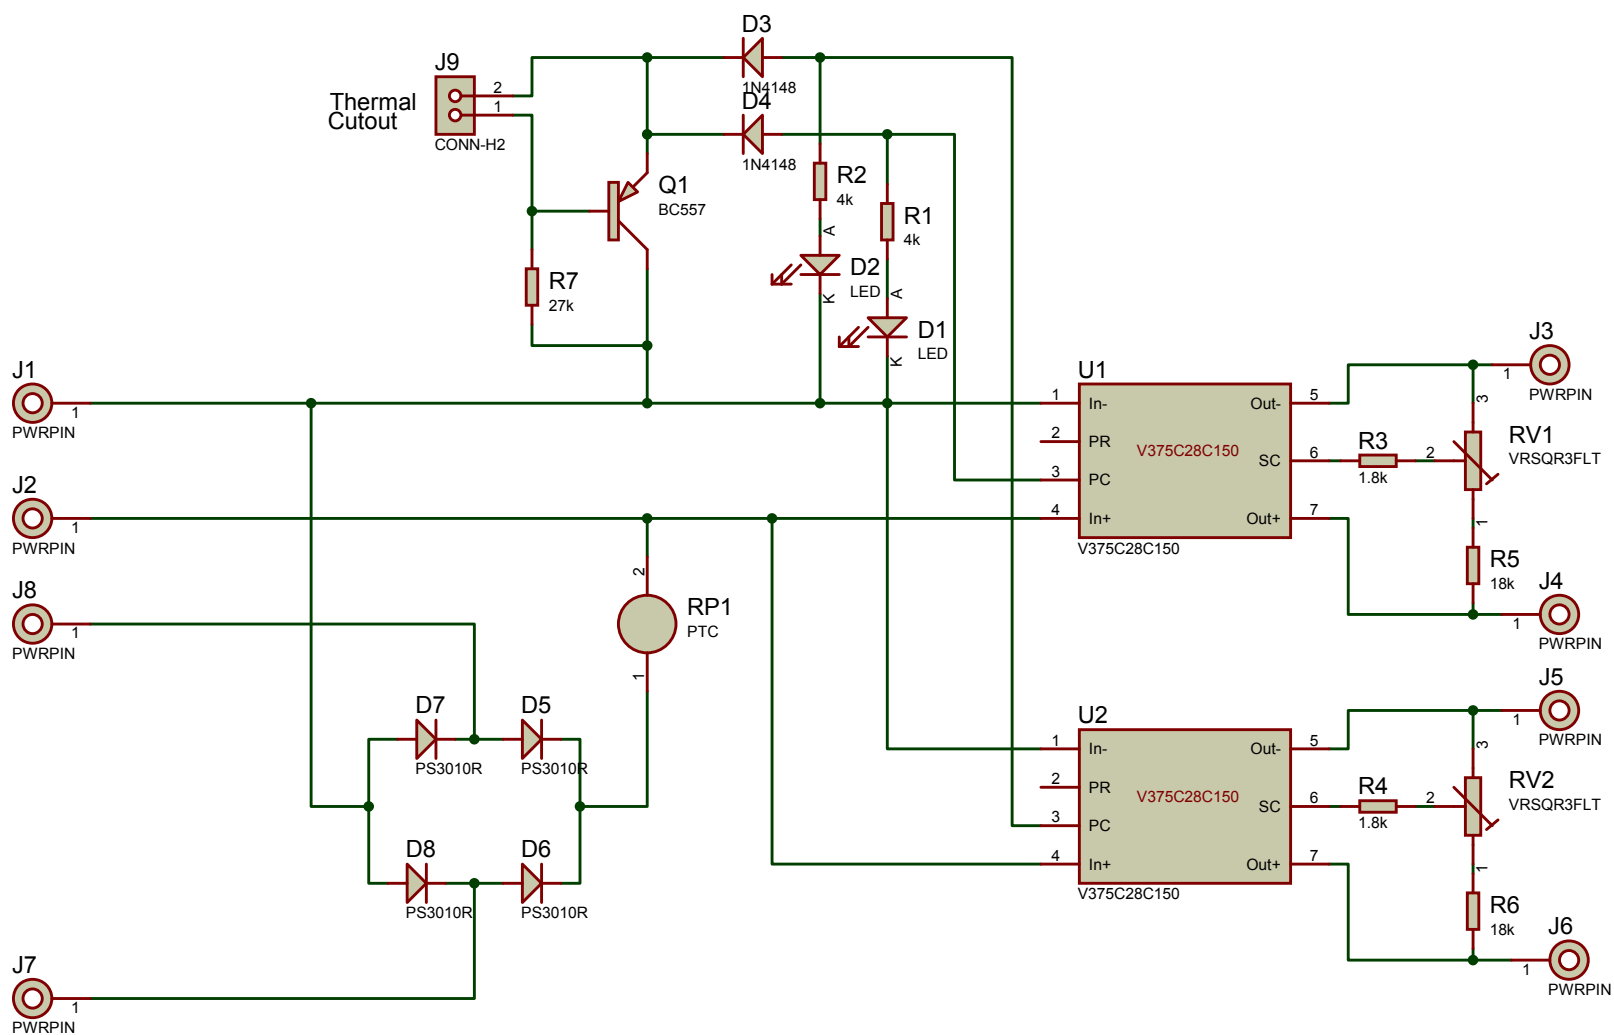 D3
1N4148
J9
2
1
Thermal
Cutout
CONN-H2
D4
1N4148
Q1
BC557
R2
4k
A
R1
4k
D2
LED
K
A
D1
LED
K
R7
27k
J1
1
PWRPIN
J2
1
PWRPIN
J8
1
PWRPIN
U1
1 In- Out- 5
2 PR
V375C28C150
SC 6
3 PC
4 In+ Out+ 7
V375C28C150
R3
1.8k
2
3
RV1
VRSQR3FLT
1
R5
18k
J3
1
PWRPIN
J4
1
PWRPIN
2
RP1
PTC
1
D7
PS3010R
D5
PS3010R
D8
PS3010R
D6
PS3010R
J7
1
PWRPIN
U2
1 In- Out- 5
2 PR
V375C28C150
SC 6
3 PC
4 In+ Out+ 7
V375C28C150
R4
1.8k
2
3
RV2
VRSQR3FLT
1
R6
18k
J5
1
PWRPIN
J6
1
PWRPIN